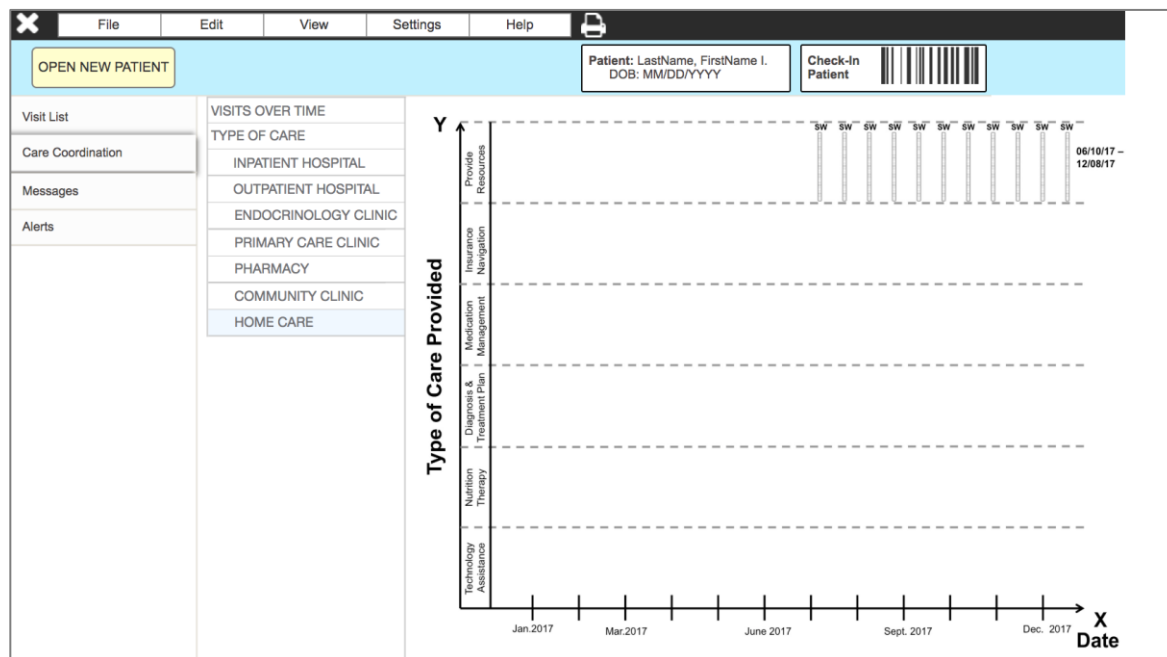 File Edit View Settings Help
OPEN NEW PATIENT
Patient: LastName, FirstName I.
DOB: MM/DD/YYYY
Check-In
Patient
Visit List
Care Coordination
Messages
Alerts
VISITS OVER TIME
TYPE OF CARE
INPATIENT HOSPITAL
OUTPATIENT HOSPITAL
ENDOCRINOLOGY CLINIC
PRIMARY CARE CLINIC
PHARMACY
COMMUNITY CLINIC
HOME CARE
Y
Type of Care Provided
Provide
Resources
Insurance
Navigation
Medication
Management
Diagnosis &
Treatment Plan
Nutrition
Therapy
Technology
Assistance
SW SW SW SW SW SW SW SW SW SW SW
06/10/17 –
12/08/17
Jan.2017 Mar.2017 June 2017 Sept. 2017 Dec. 2017
X
Date